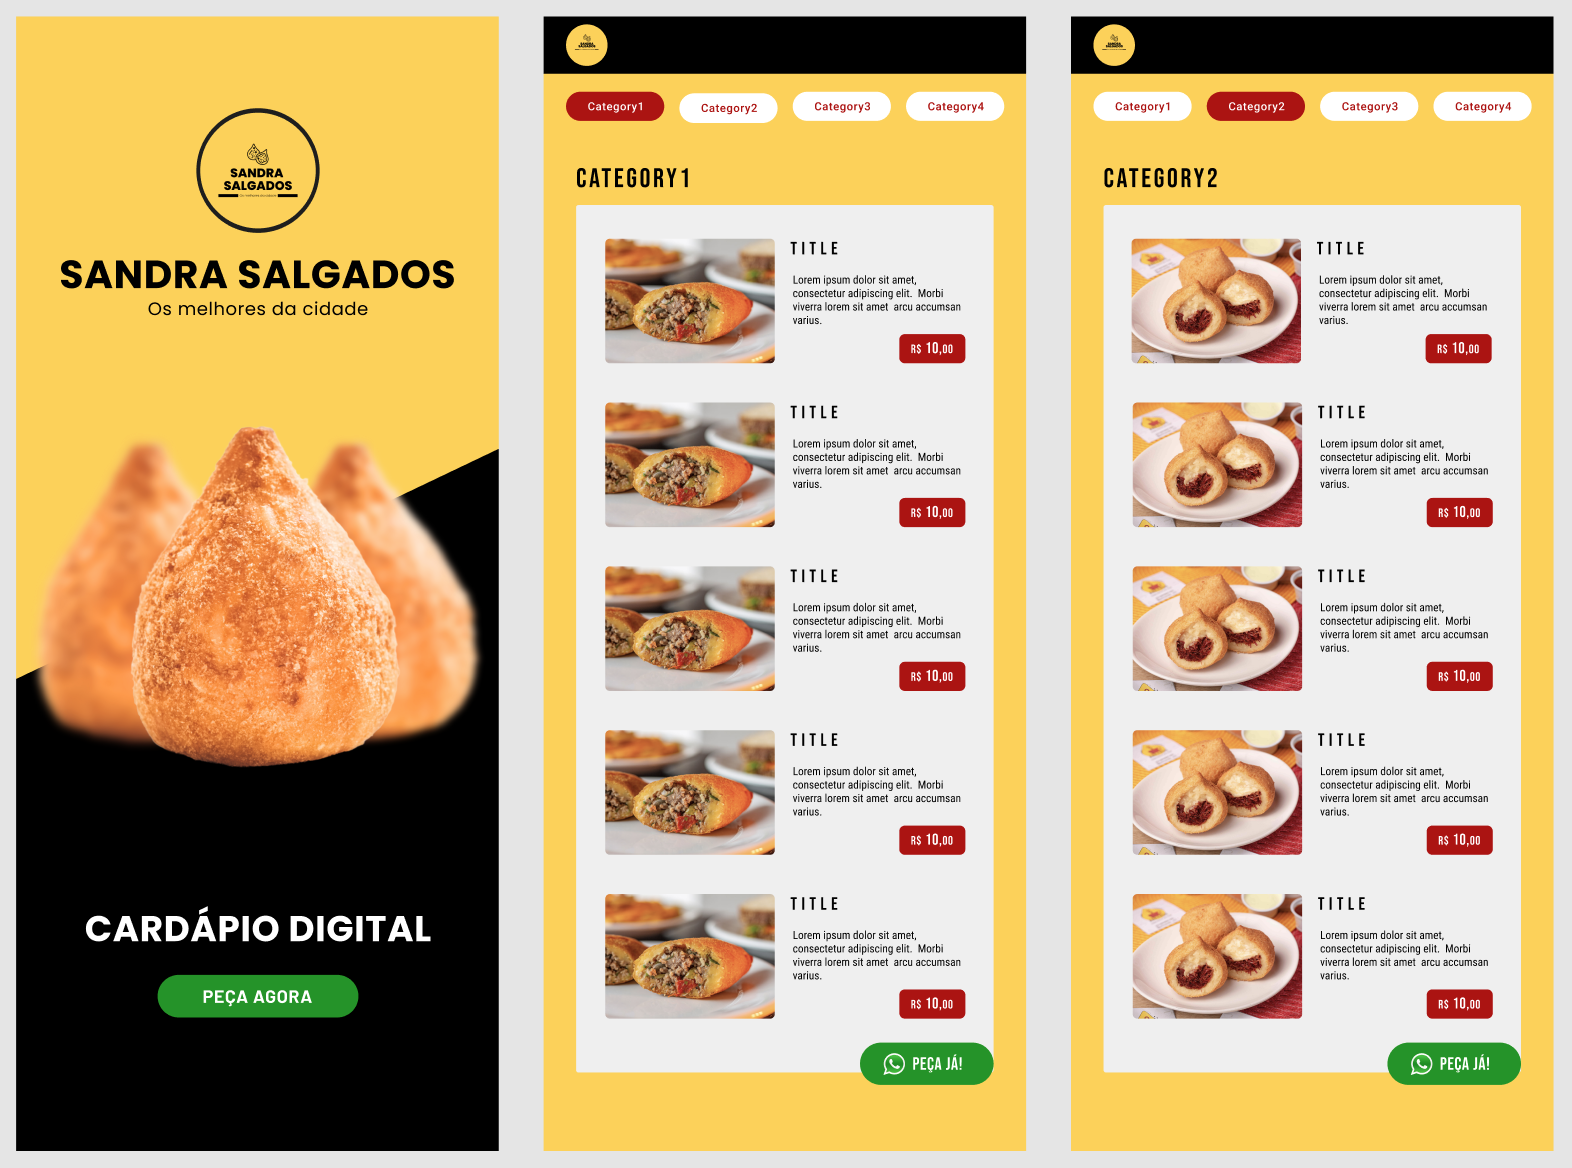 SANDRA
SALGADOS
SANDRA SALGADOS
Os melhores da cidade
CARDÁPIO DIGITAL
PEÇA AGORA
SANDRA
SALGADOS
Category1
Category2
Category3
Category4
CATEGORY1
TITLE
Lorem ipsum dolor sit amet,
consectetur adipiscing elit. Morbi
viverra lorem sit amet arcu accumsan
varius.
R$ 10,00
TITLE
Lorem ipsum dolor sit amet,
consectetur adipiscing elit. Morbi
viverra lorem sit amet arcu accumsan
varius.
R$ 10,00
TITLE
Lorem ipsum dolor sit amet,
consectetur adipiscing elit. Morbi
viverra lorem sit amet arcu accumsan
varius.
R$ 10,00
TITLE
Lorem ipsum dolor sit amet,
consectetur adipiscing elit. Morbi
viverra lorem sit amet arcu accumsan
varius.
R$ 10,00
TITLE
Lorem ipsum dolor sit amet,
consectetur adipiscing elit. Morbi
viverra lorem sit amet arcu accumsan
varius.
R$ 10,00
PEÇA JÁ!
SANDRA
SALGADOS
Category1
Category2
Category3
Category4
CATEGORY2
TITLE
Lorem ipsum dolor sit amet,
consectetur adipiscing elit. Morbi
viverra lorem sit amet arcu accumsan
varius.
R$ 10,00
TITLE
Lorem ipsum dolor sit amet,
consectetur adipiscing elit. Morbi
viverra lorem sit amet arcu accumsan
varius.
R$ 10,00
TITLE
Lorem ipsum dolor sit amet,
consectetur adipiscing elit. Morbi
viverra lorem sit amet arcu accumsan
varius.
R$ 10,00
TITLE
Lorem ipsum dolor sit amet,
consectetur adipiscing elit. Morbi
viverra lorem sit amet arcu accumsan
varius.
R$ 10,00
TITLE
Lorem ipsum dolor sit amet,
consectetur adipiscing elit. Morbi
viverra lorem sit amet arcu accumsan
varius.
R$ 10,00
PEÇA JÁ!